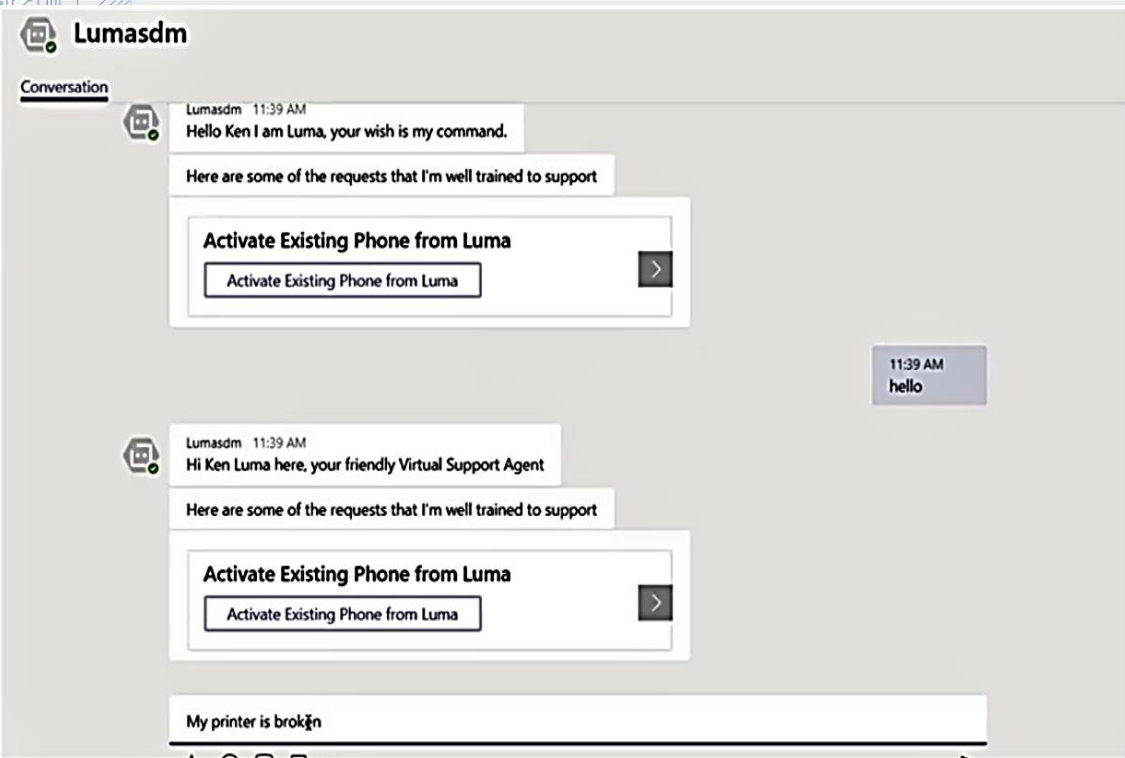 Lumasdm
Conversation
Lumasdm 11:39 AM
Hello Ken I am Luma, your wish is my command.
Here are some of the requests that I'm well trained to support
Activate Existing Phone from Luma
Activate Existing Phone from Luma
11:39 AM
hello
Lumasdm 11:39 AM
Hi Ken Luma here, your friendly Virtual Support Agent
Here are some of the requests that I'm well trained to support
Activate Existing Phone from Luma
Activate Existing Phone from Luma
My printer is broken